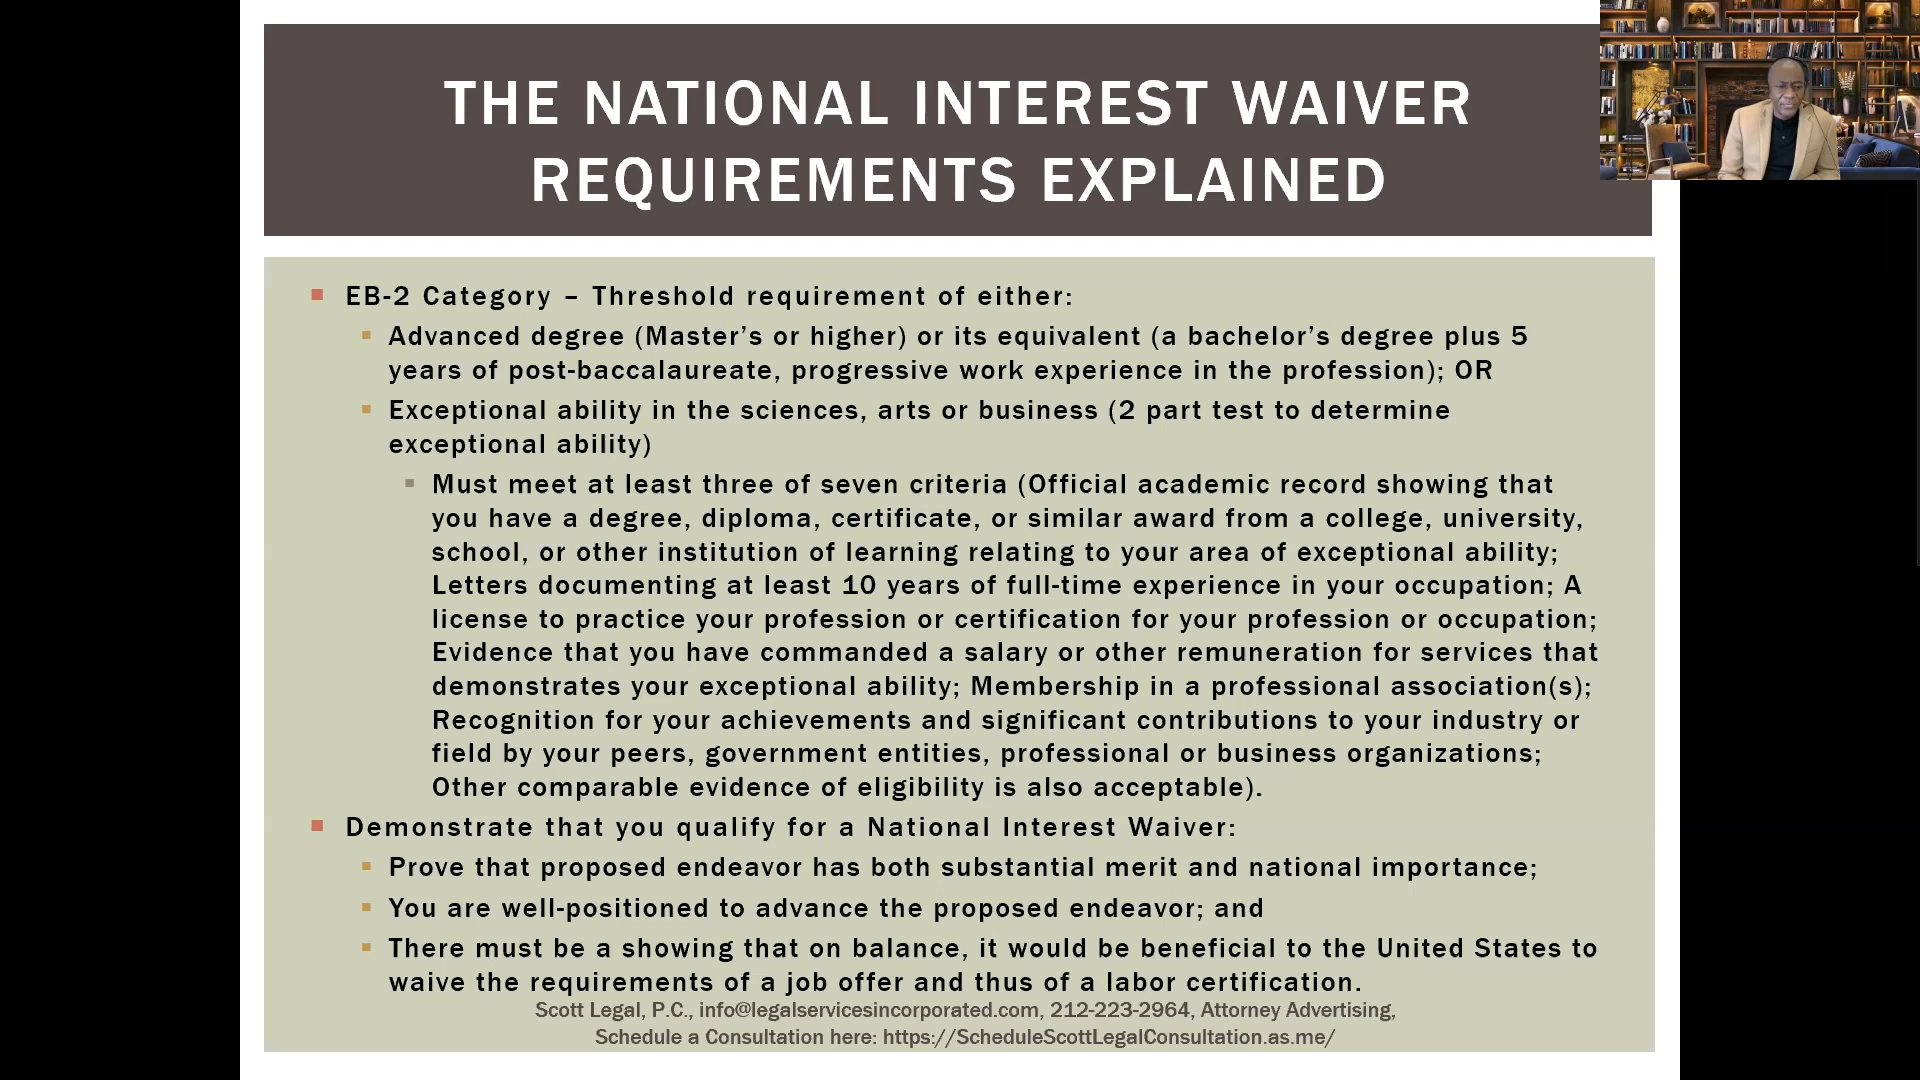 THE NATIONAL INTEREST WAIVER
REQUIREMENTS EXPLAINED
EB-2 Category – Threshold requirement of either:
Advanced degree (Master’s or higher) or its equivalent (a bachelor’s degree plus 5
years of post-baccalaureate, progressive work experience in the profession); OR
Exceptional ability in the sciences, arts or business (2 part test to determine
exceptional ability)
Must meet at least three of seven criteria (Official academic record showing that
you have a degree, diploma, certificate, or similar award from a college, university,
school, or other institution of learning relating to your area of exceptional ability;
Letters documenting at least 10 years of full-time experience in your occupation; A
license to practice your profession or certification for your profession or occupation;
Evidence that you have commanded a salary or other remuneration for services that
demonstrates your exceptional ability; Membership in a professional association(s);
Recognition for your achievements and significant contributions to your industry or
field by your peers, government entities, professional or business organizations;
Other comparable evidence of eligibility is also acceptable).
Demonstrate that you qualify for a National Interest Waiver:
Prove that proposed endeavor has both substantial merit and national importance;
You are well-positioned to advance the proposed endeavor; and
There must be a showing that on balance, it would be beneficial to the United States to
waive the requirements of a job offer and thus of a labor certification.
Scott Legal, P.C., info@legalservicesincorporated.com, 212-223-2964, Attorney Advertising,
Schedule a Consultation here: https://ScheduleScottLegalConsultation.as.me/